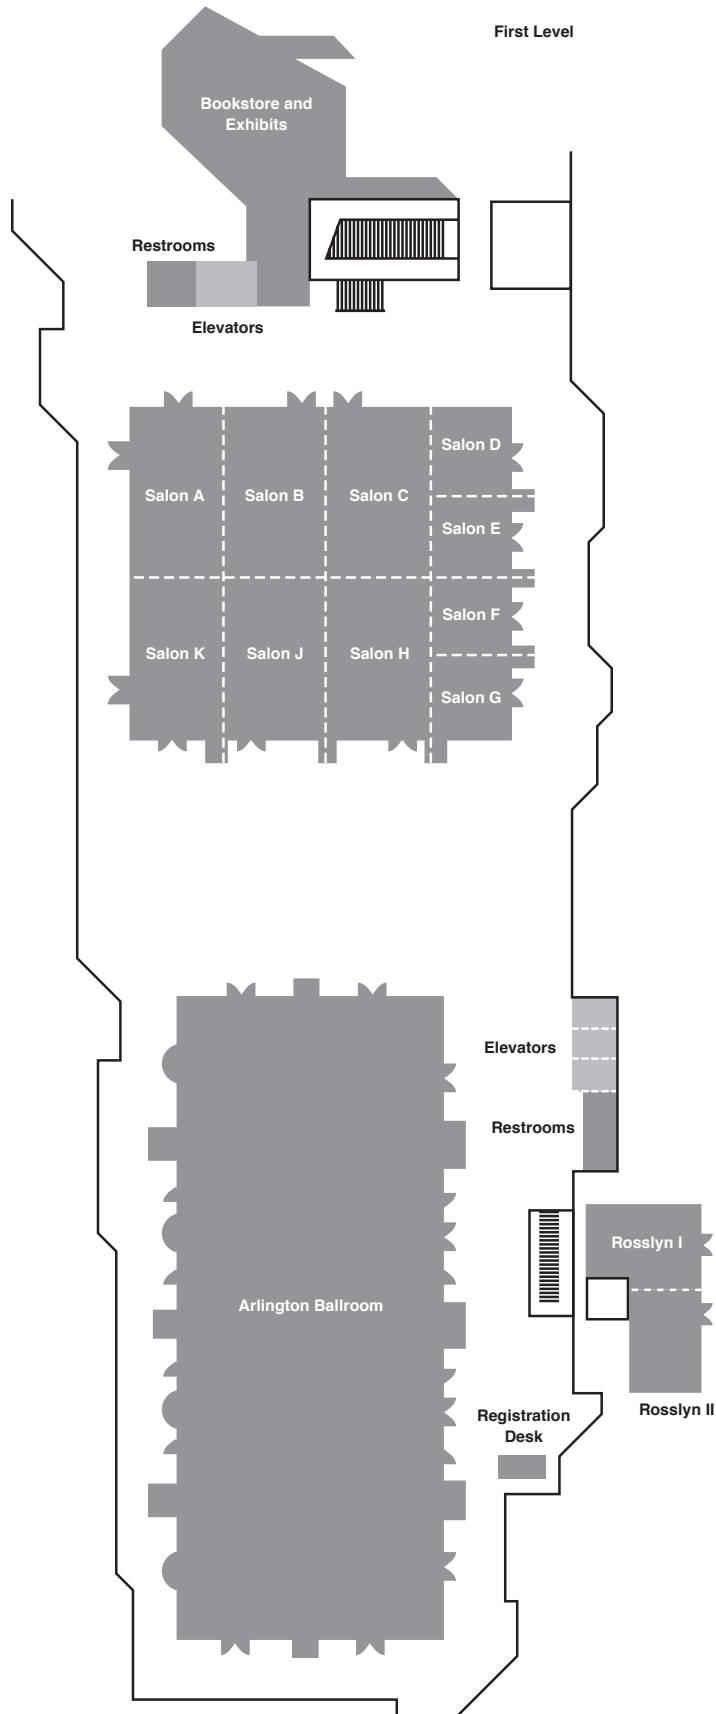 First Level
Bookstore and
Exhibits
Restrooms
Elevators
Salon D
Salon A
Salon B
Salon C
Salon E
Salon F
Salon K
Salon J
Salon H
Salon G
Elevators
Restrooms
Rosslyn I
Arlington Ballroom
Rosslyn II
Registration
Desk